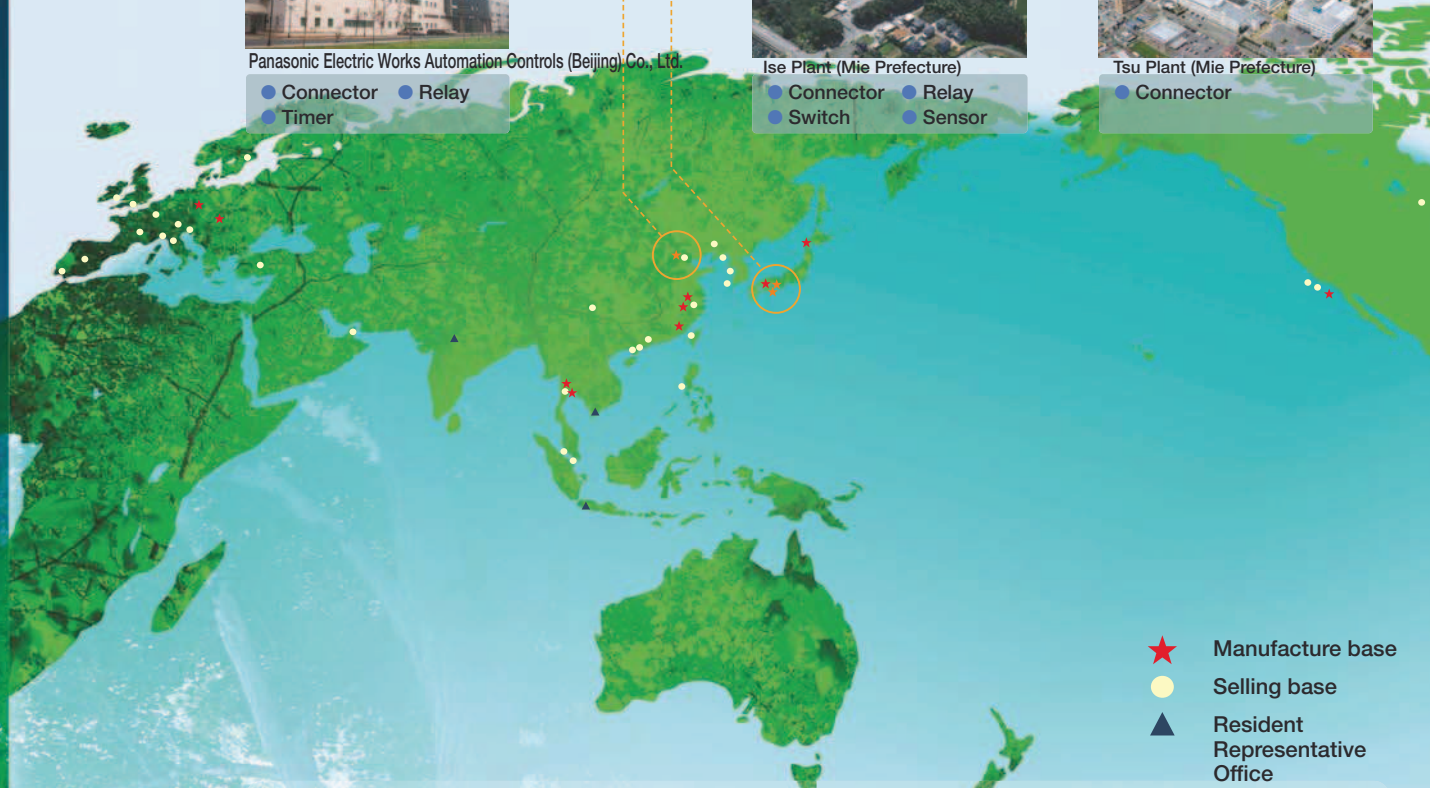 Panasonic Electric Works Automation Controls (Beijing) Co., Ltd.
Connector Relay
Timer
Ise Plant (Mie Prefecture)
Connector Relay
Switch Sensor
Tsu Plant (Mie Prefecture)
Connector
Manufacture base
Selling base
Resident
Representative
Office